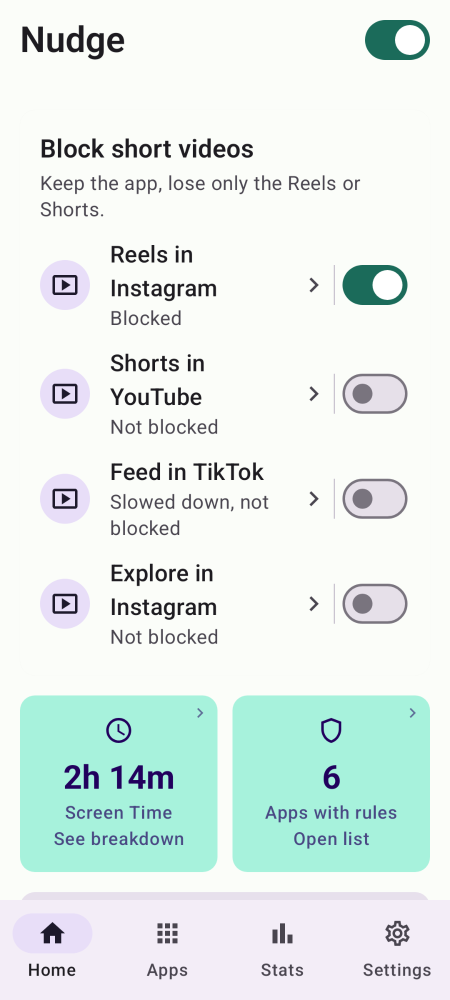 Nudge
Block short videos
Keep the app, lose only the Reels or
Shorts.
Reels in
Instagram
Blocked
Shorts in
YouTube
Not blocked
Feed in TikTok
Slowed down, not
blocked
Explore in
Instagram
Not blocked
2h 14m
Screen Time
See breakdown
6
Apps with rules
Open list
Home
Apps
Stats
Settings